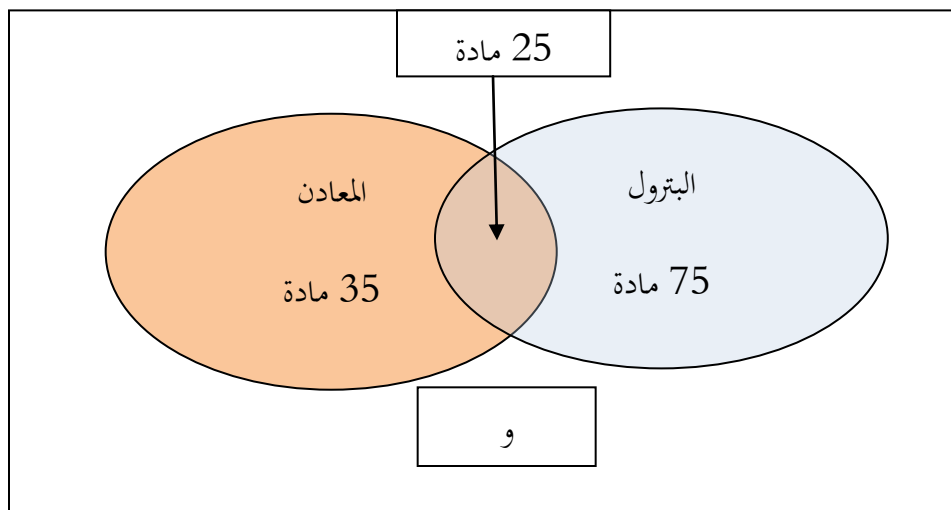 25 مادة
البترول
المعادن
75 مادة
35 مادة
و